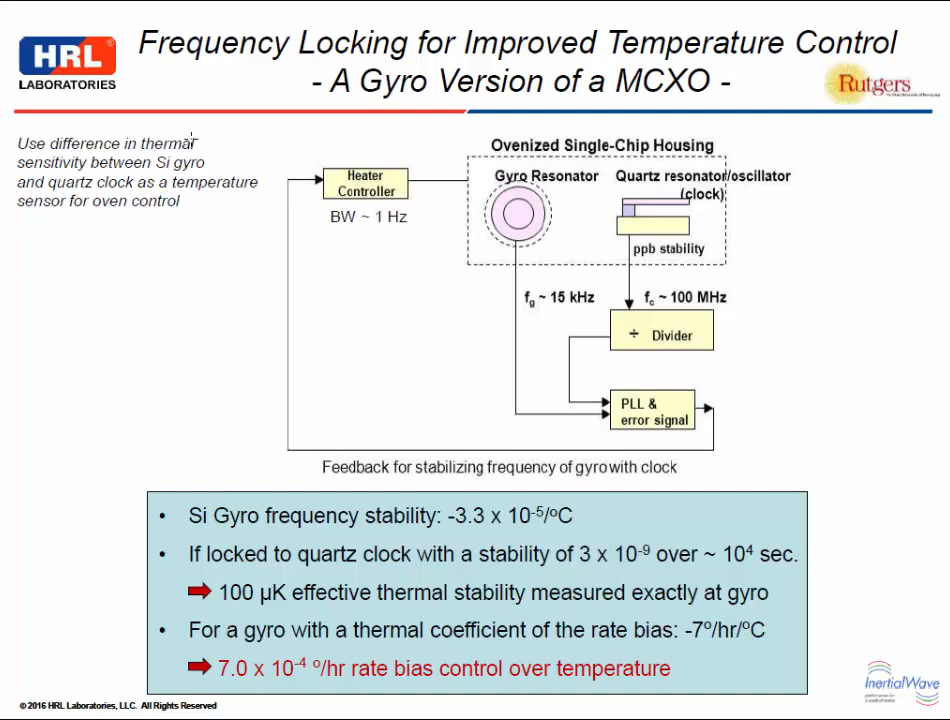 HRL
LABORATORIES
Frequency Locking for Improved Temperature Control
- A Gyro Version of a MCXO -
Rutgers
Use difference in thermal
sensitivity between Si gyro
and quartz clock as a temperature
sensor for oven control
Ovenized Single-Chip Housing
Heater
Controller
BW ~ 1 Hz
Gyro Resonator
Quartz resonator/oscillator
(clock)
ppb stability
fg ~ 15 kHz
fc ~ 100 MHz
÷ Divider
PLL &
error signal
Feedback for stabilizing frequency of gyro with clock
• Si Gyro frequency stability: -3.3 x 10⁻⁵/ºC
• If locked to quartz clock with a stability of 3 x 10⁻⁹ over ~ 10⁴ sec.
➡ 100 µK effective thermal stability measured exactly at gyro
• For a gyro with a thermal coefficient of the rate bias: -7º/hr/ºC
➡ 7.0 x 10⁻⁴ º/hr rate bias control over temperature
InertialWave
© 2016 HRL Laboratories, LLC. All Rights Reserved